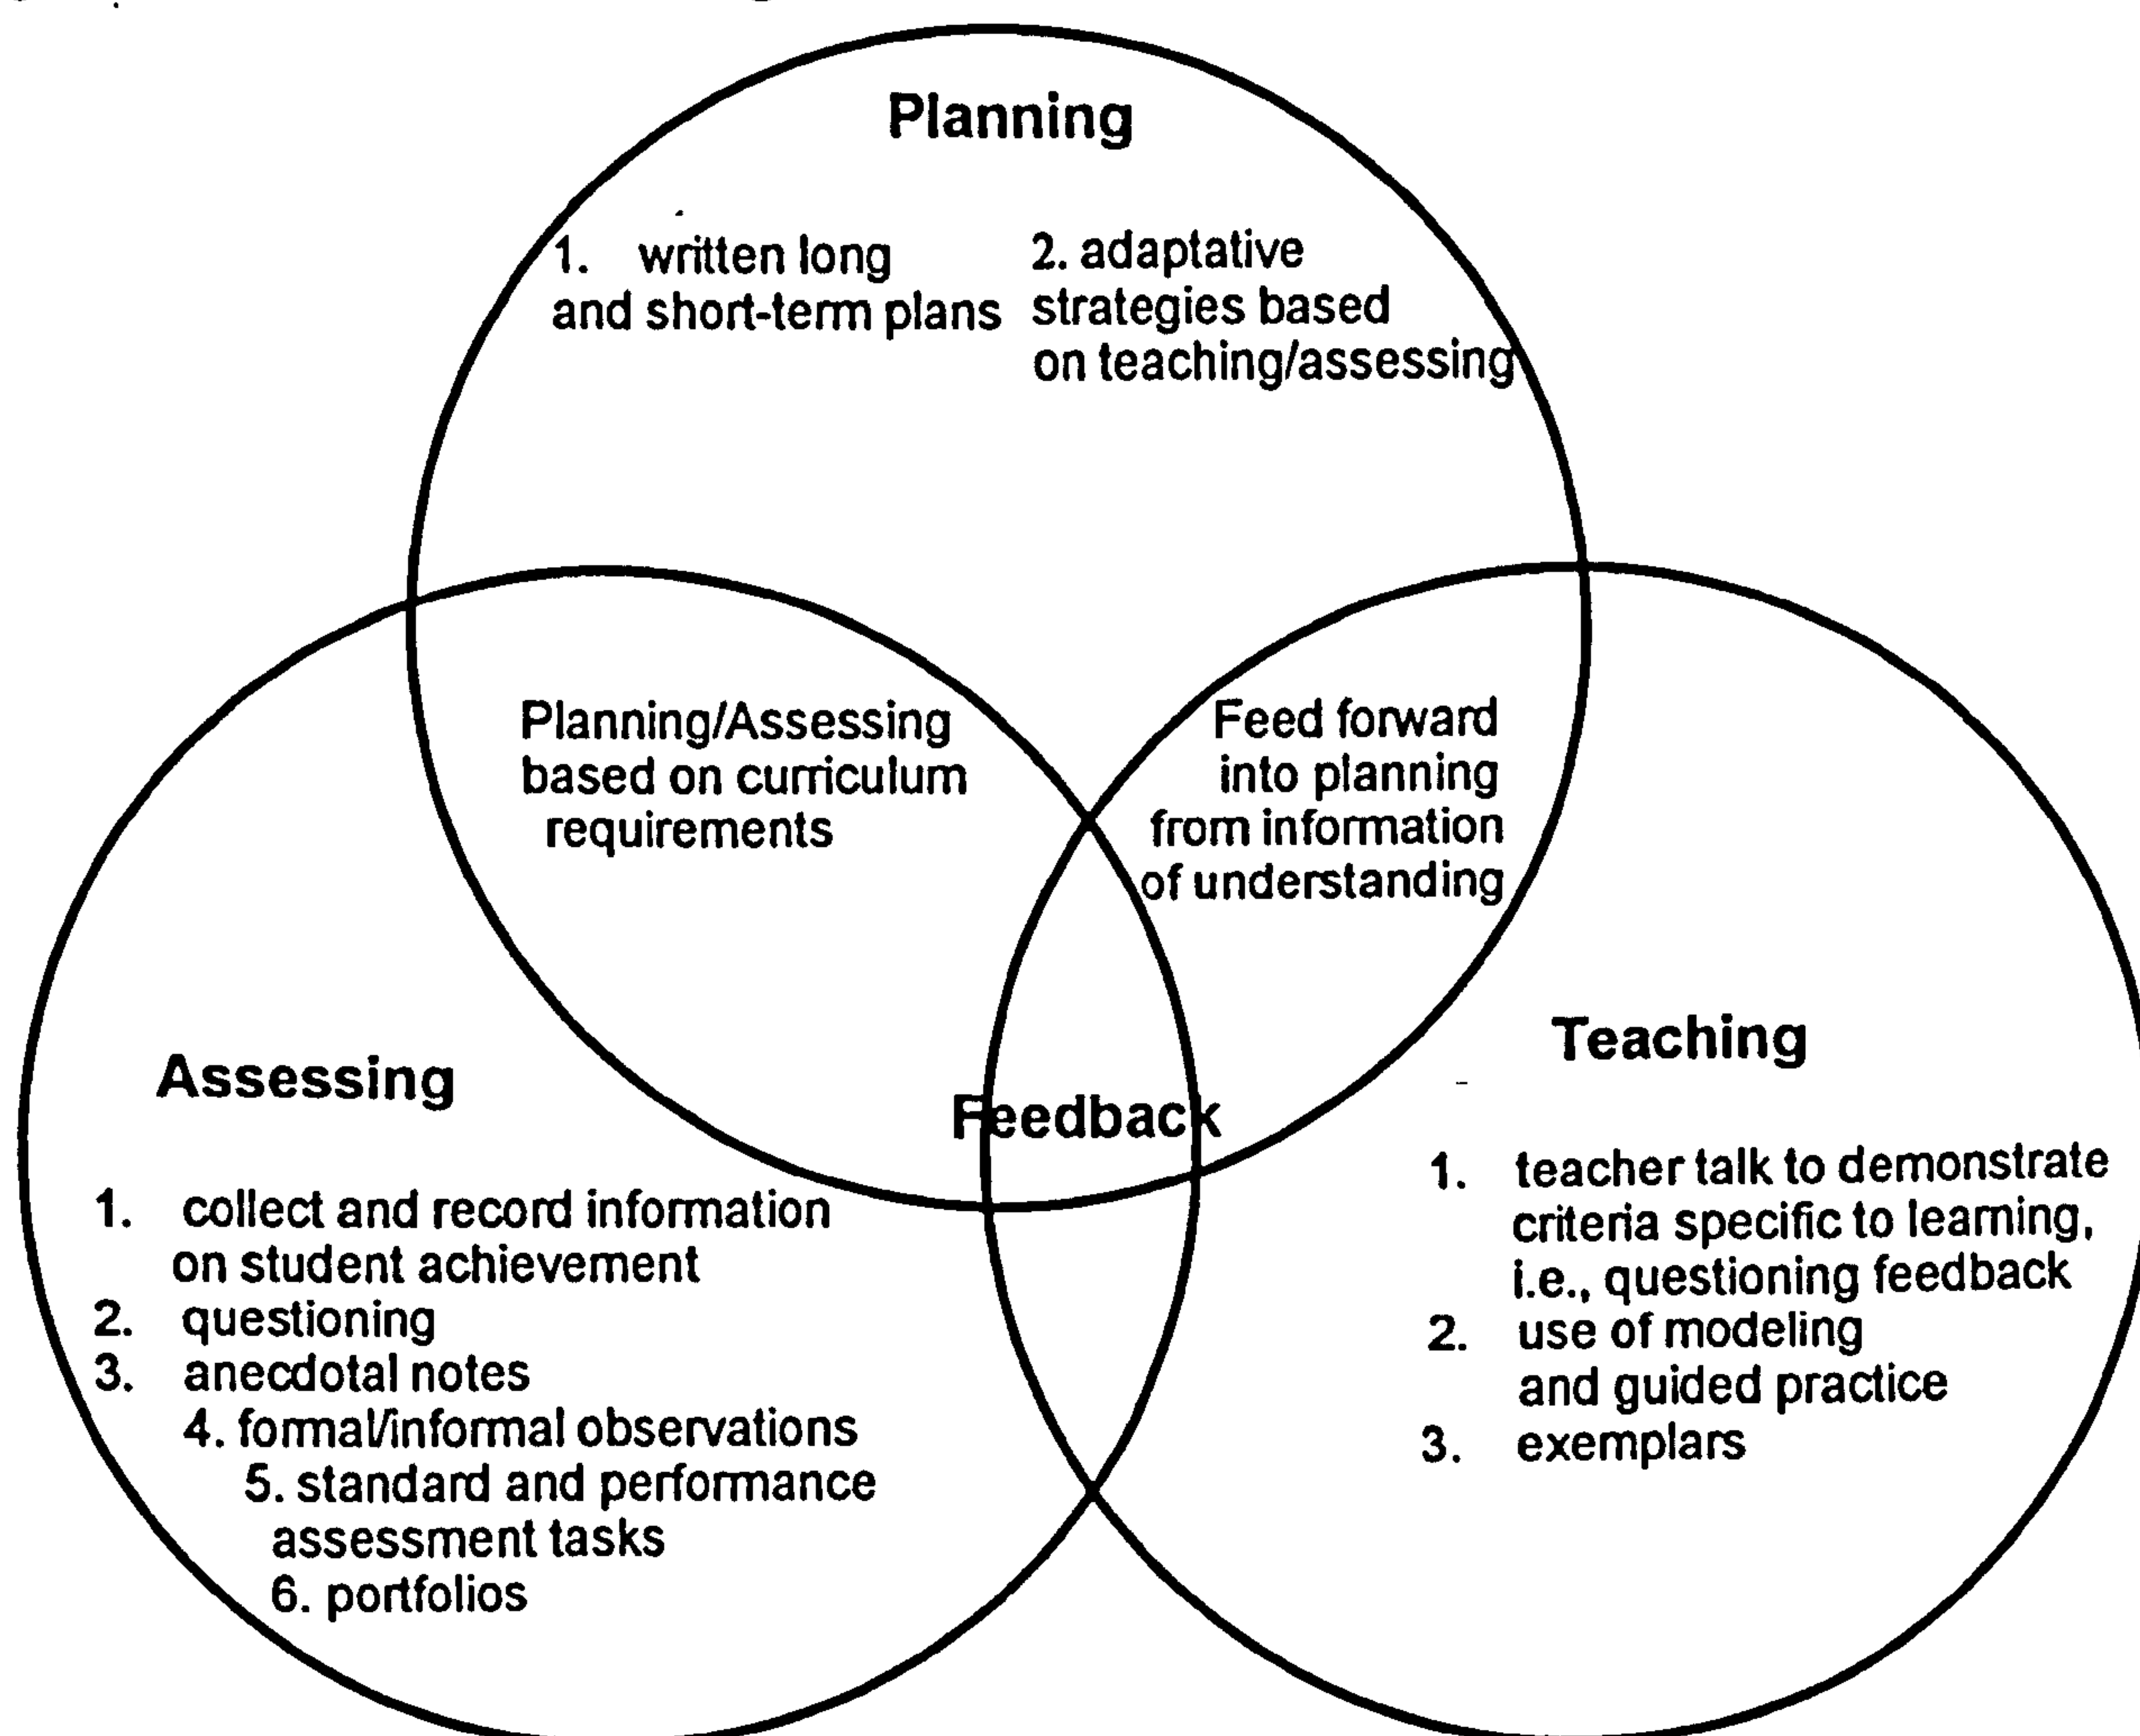 Planning
1. written long
and short-term plans
2. adaptative
strategies based
on teaching/assessing
Planning/Assessing
based on curriculum
requirements
Feed forward
into planning
from information
of understanding
Assessing
1. collect and record information
on student achievement
2. questioning
3. anecdotal notes
4. formal/informal observations
5. standard and performance
assessment tasks
6. portfolios
Feedback
Teaching
1. teacher talk to demonstrate
criteria specific to learning,
i.e., questioning feedback
2. use of modeling
and guided practice
3. exemplars